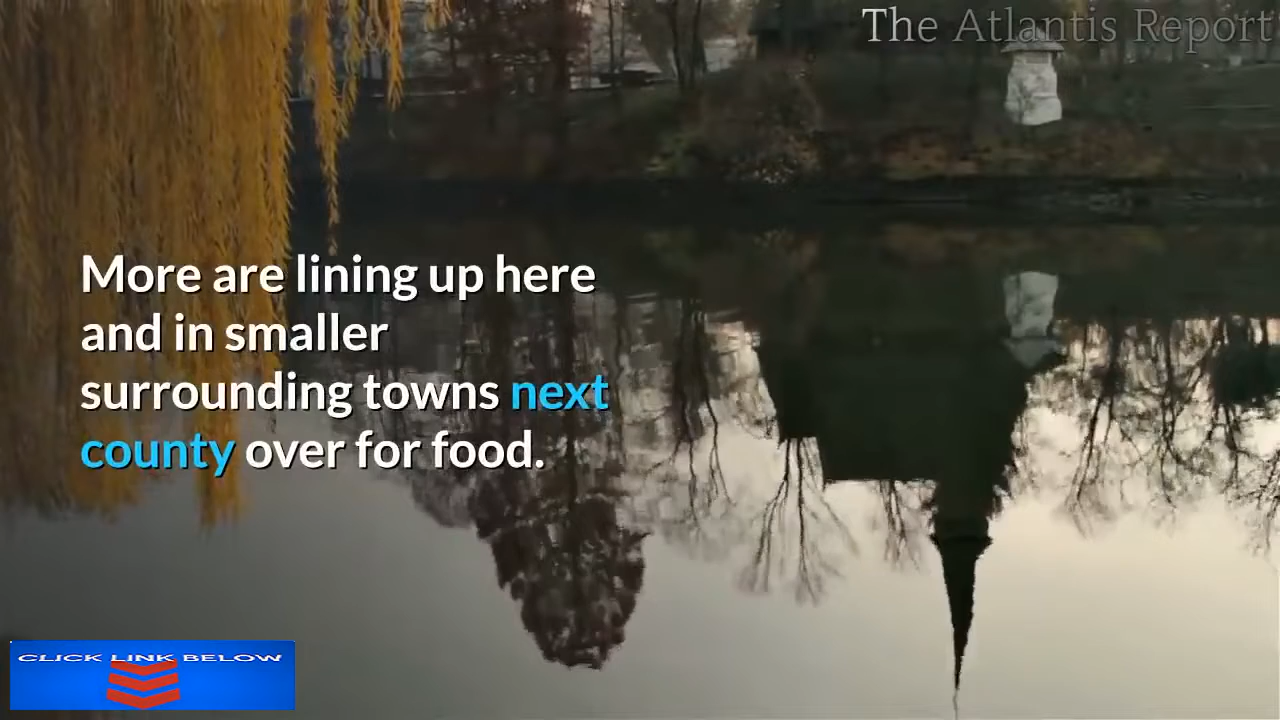 The Atlantis Report
More are lining up here
and in smaller
surrounding towns next
county over for food.
CLICK LINK BELOW